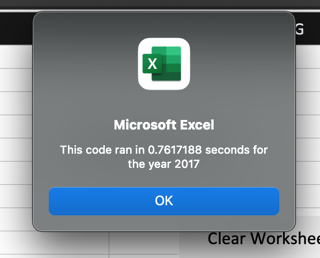 G
X
Microsoft Excel
This code ran in 0.7617188 seconds for
the year 2017
OK
Clear Workshee